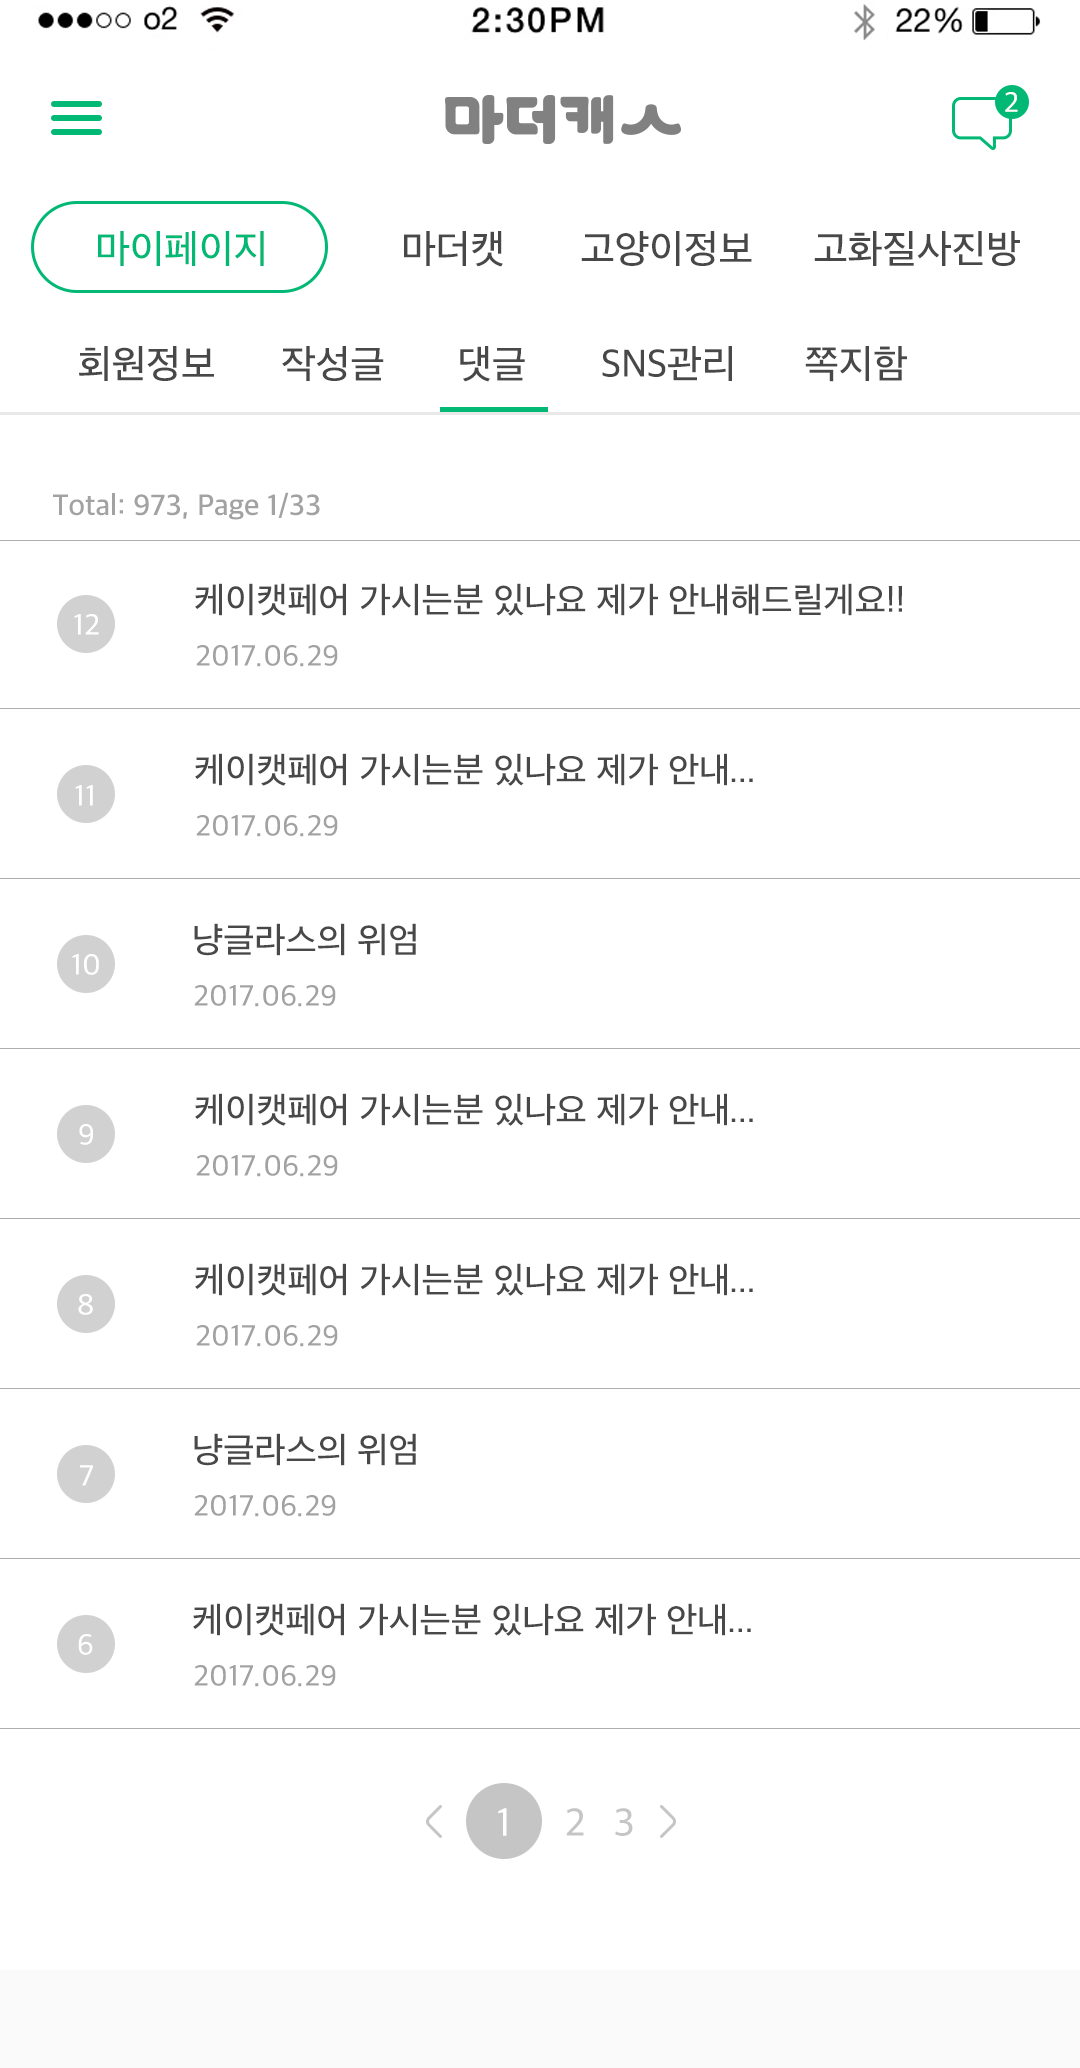 o2 2:30PM 22%
마더캐ㅅ 2
마이페이지 마더캣 고양이정보 고화질사진방
회원정보 작성글 댓글 SNS관리 쪽지함
Total: 973, Page 1/33
12 케이캣페어 가시는분 있나요 제가 안내해드릴게요!!
2017.06.29
11 케이캣페어 가시는분 있나요 제가 안내...
2017.06.29
10 냥글라스의 위엄
2017.06.29
9 케이캣페어 가시는분 있나요 제가 안내...
2017.06.29
8 케이캣페어 가시는분 있나요 제가 안내...
2017.06.29
7 냥글라스의 위엄
2017.06.29
6 케이캣페어 가시는분 있나요 제가 안내...
2017.06.29
1 2 3